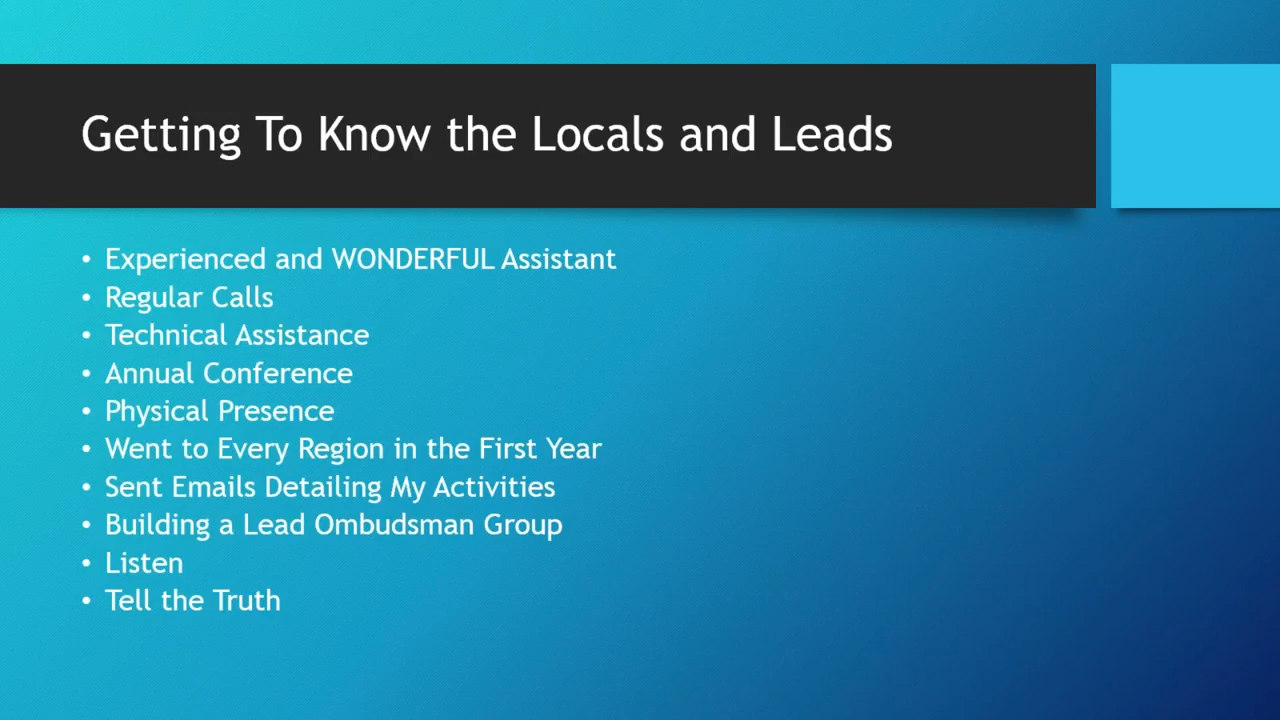 Getting To Know the Locals and Leads
• Experienced and WONDERFUL Assistant
• Regular Calls
• Technical Assistance
• Annual Conference
• Physical Presence
• Went to Every Region in the First Year
• Sent Emails Detailing My Activities
• Building a Lead Ombudsman Group
• Listen
• Tell the Truth